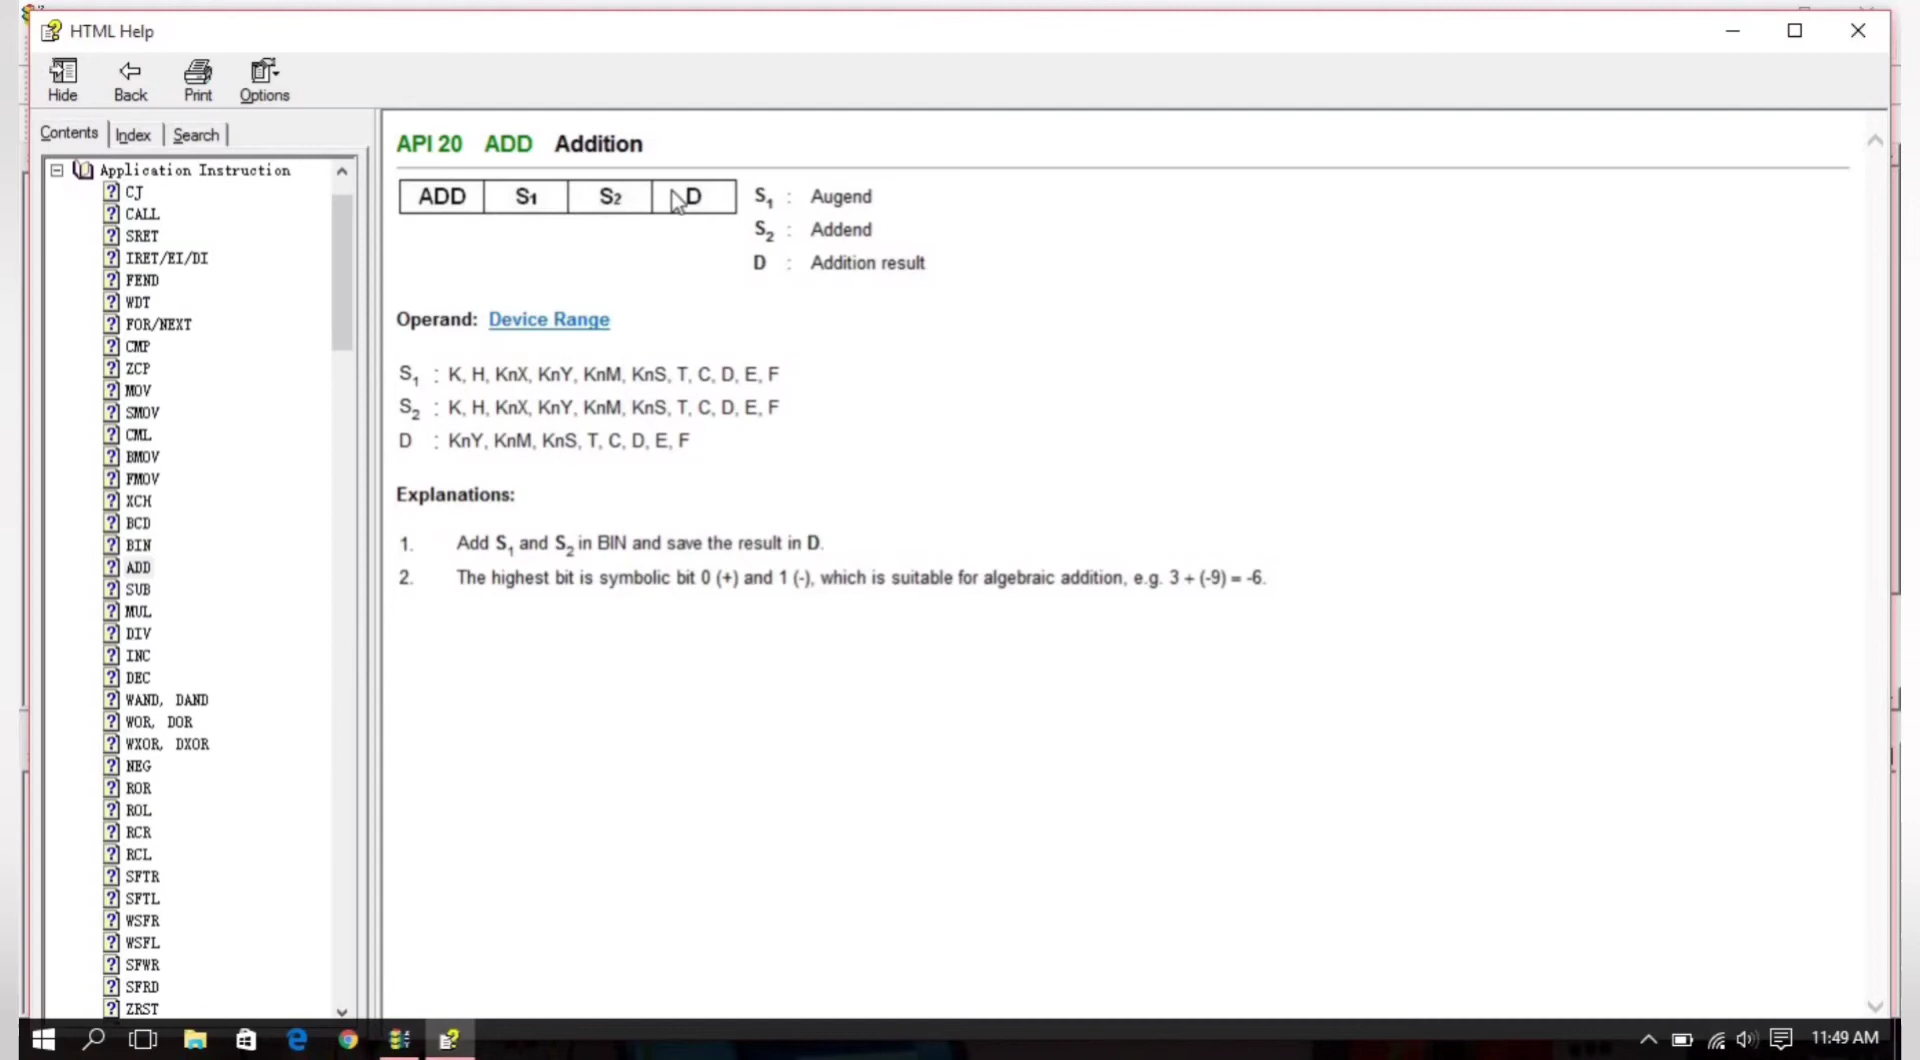 HTML Help
Hide Back Print Options
Contents Index Search
Application Instruction
CJ
CALL
SRET
IRET/EI/DI
FEND
WDT
FOR/NEXT
CMP
ZCP
MOV
SMOV
CML
BMOV
FMOV
XCH
BCD
BIN
ADD
SUB
MUL
DIV
INC
DEC
WAND, DAND
WOR, DOR
WXOR, DXOR
NEG
ROR
ROL
RCR
RCL
SFTR
SFTL
WSFR
WSFL
SFWR
SFRD
ZRST
API 20 ADD Addition
ADD S1 S2 D
S1 : Augend
S2 : Addend
D : Addition result
Operand: Device Range
S1 : K, H, KnX, KnY, KnM, KnS, T, C, D, E, F
S2 : K, H, KnX, KnY, KnM, KnS, T, C, D, E, F
D : KnY, KnM, KnS, T, C, D, E, F
Explanations:
1. Add S1 and S2 in BIN and save the result in D.
2. The highest bit is symbolic bit 0 (+) and 1 (-), which is suitable for algebraic addition, e.g. 3 + (-9) = -6.
11:49 AM